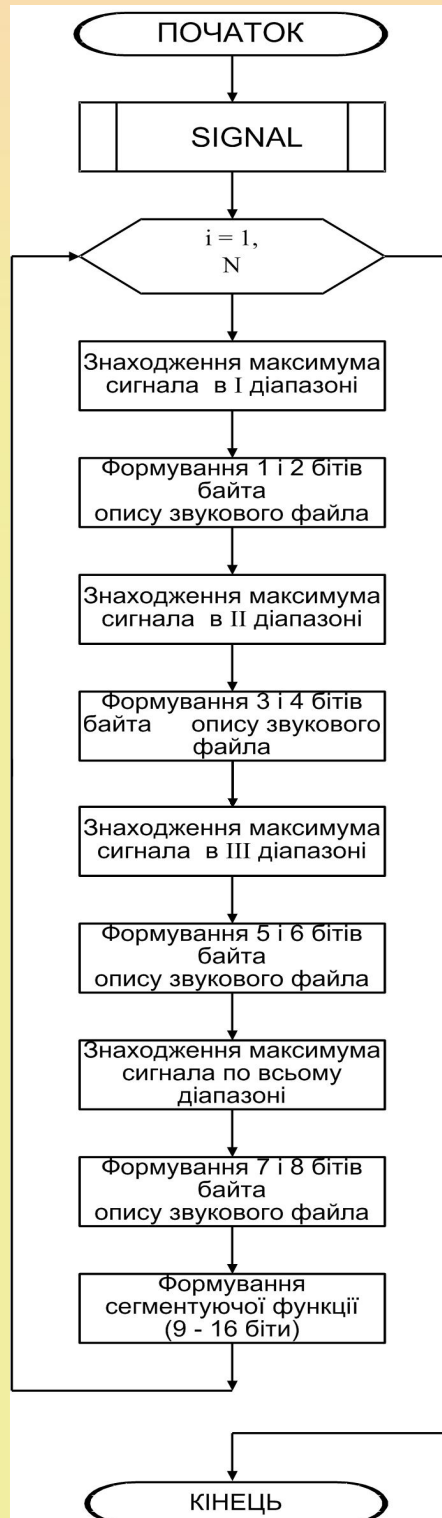 ПОЧАТОК
SIGNAL
i = 1,
N
Знаходження максимума
сигнала в I діапазоні
Формування 1 і 2 бітів
байта
опису звукового файла
Знаходження максимума
сигнала в II діапазоні
Формування 3 і 4 бітів
байта опису звукового
файла
Знаходження максимума
сигнала в III діапазоні
Формування 5 і 6 бітів
байта
опису звукового файла
Знаходження максимума
сигнала по всьому
діапазоні
Формування 7 і 8 бітів
байта
опису звукового файла
Формування
сегментуючої функції
(9 - 16 біти)
КІНЕЦЬ